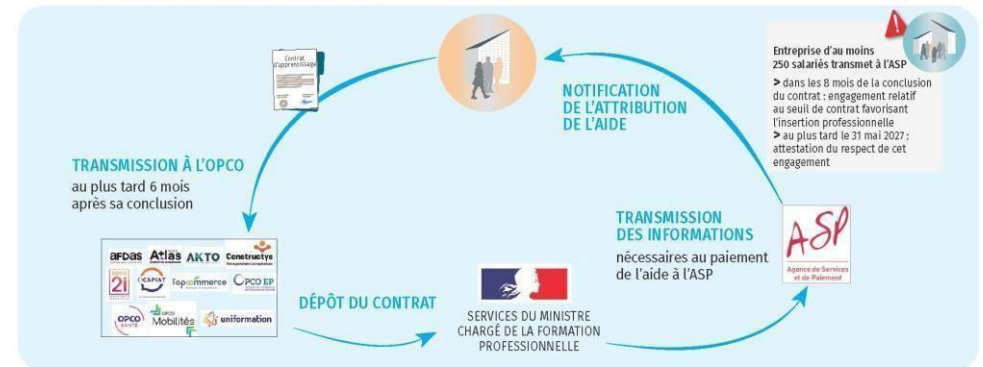 Contrat
d'apprentissage
NOTIFICATION
DE L'ATTRIBUTION
DE L'AIDE
Entreprise d'au moins
250 salariés transmet à l'ASP
> dans les 8 mois de la conclusion
du contrat : engagement relatif
au seuil de contrat favorisant
l'insertion professionnelle
> au plus tard le 31 mai 2027 :
attestation du respect de cet
engagement
TRANSMISSION À L'OPCO
au plus tard 6 mois
après sa conclusion
afdas Atlas AKTO Constructys
opco 2i OCAPIAT l'opcommerce OPCO EP
OPCO SANTÉ OPCO Mobilités uniformation
DÉPÔT DU CONTRAT
SERVICES DU MINISTRE
CHARGÉ DE LA FORMATION
PROFESSIONNELLE
TRANSMISSION
DES INFORMATIONS
nécessaires au paiement
de l'aide à l'ASP
ASP
Agence de Services
et de Paiement